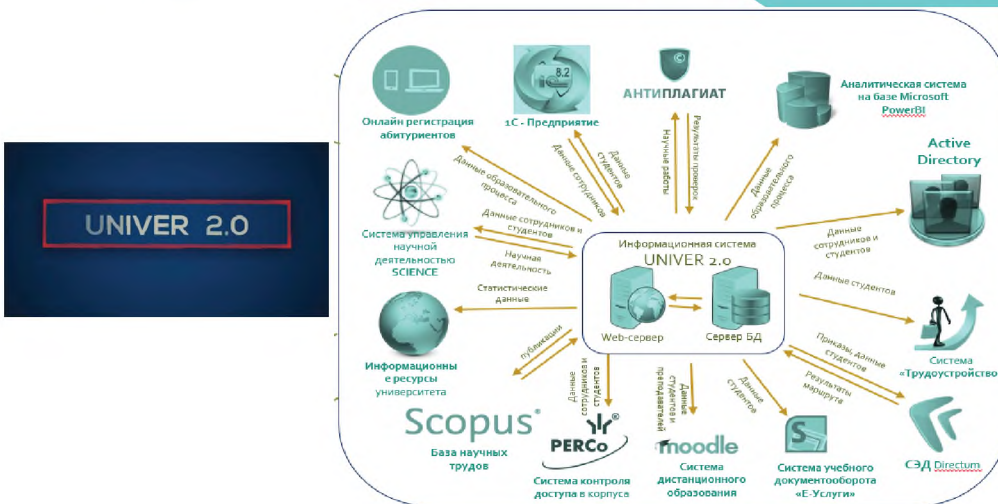 UNIVER 2.0
Онлайн регистрация
абитуриентов
8.2
1С - Предприятие
АНТИПЛАГИАТ
Аналитическая система
на базе Microsoft
PowerBI
Active
Directory
Данные образовательного
процесса
Данные сотрудников
Данные
студентов
Научные работы
Результаты проверок
Данные
образовательного
процесса
Система управления
научной
деятельностью
SCIENCE
Данные сотрудников и
студентов
Научная
деятельность
Информационная система
UNIVER 2.0
Web-сервер
Сервер БД
Данные
сотрудников и
студентов
Статистические
данные
Данные студентов
Информационны
е ресурсы
университета
публикации
Данные
сотрудников и
студентов
Данные
студентов и
преподавателей
Данные
студентов
Приказы, данные
студентов
Результаты
маршрута
Система
«Трудоустройство
Scopus®
База научных
трудов
PERCo®
Система контроля
доступа в корпуса
moodle
Система
дистанционного
образования
S
Система учебного
документооборота
«Е-Услуги»
СЭД Directum